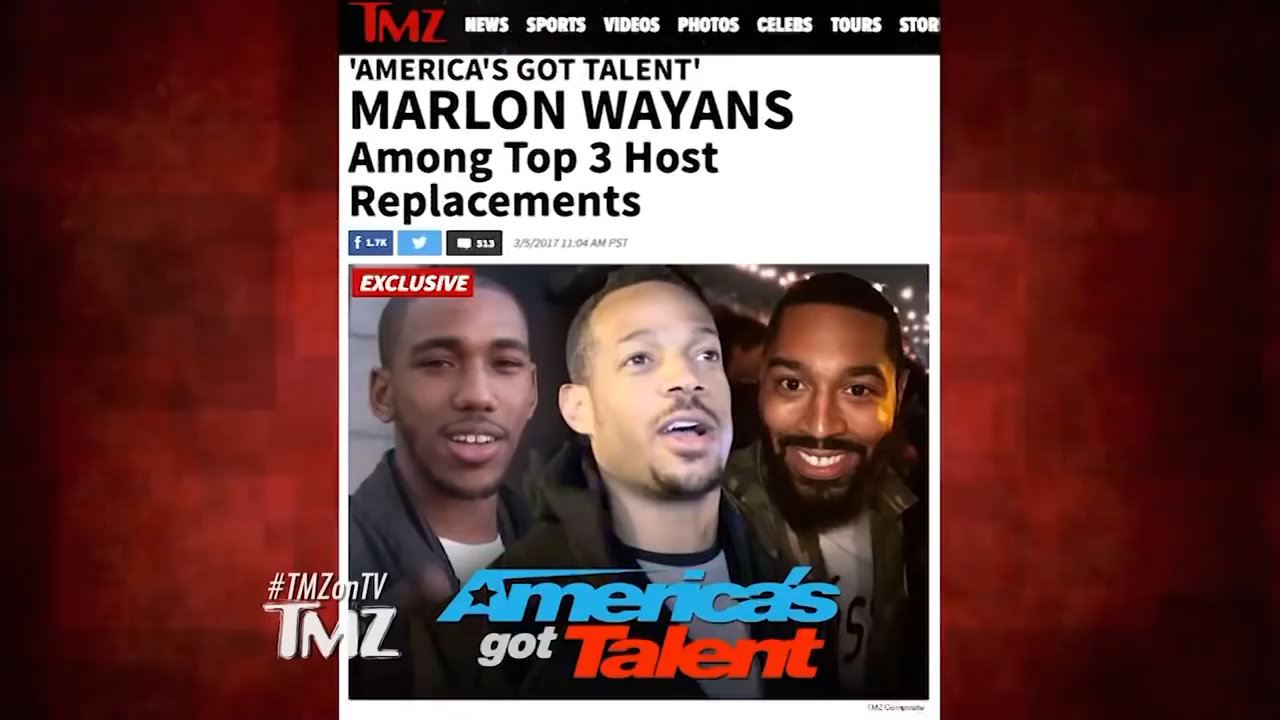 TMZ NEWS SPORTS VIDEOS PHOTOS CELEBS TOURS STOR
'AMERICA'S GOT TALENT'
MARLON WAYANS
Among Top 3 Host
Replacements
f 1.7K 513 3/5/2017 11:04 AM PST
EXCLUSIVE
#TMZonTV
TMZ
America's
got Talent
TMZ Composite